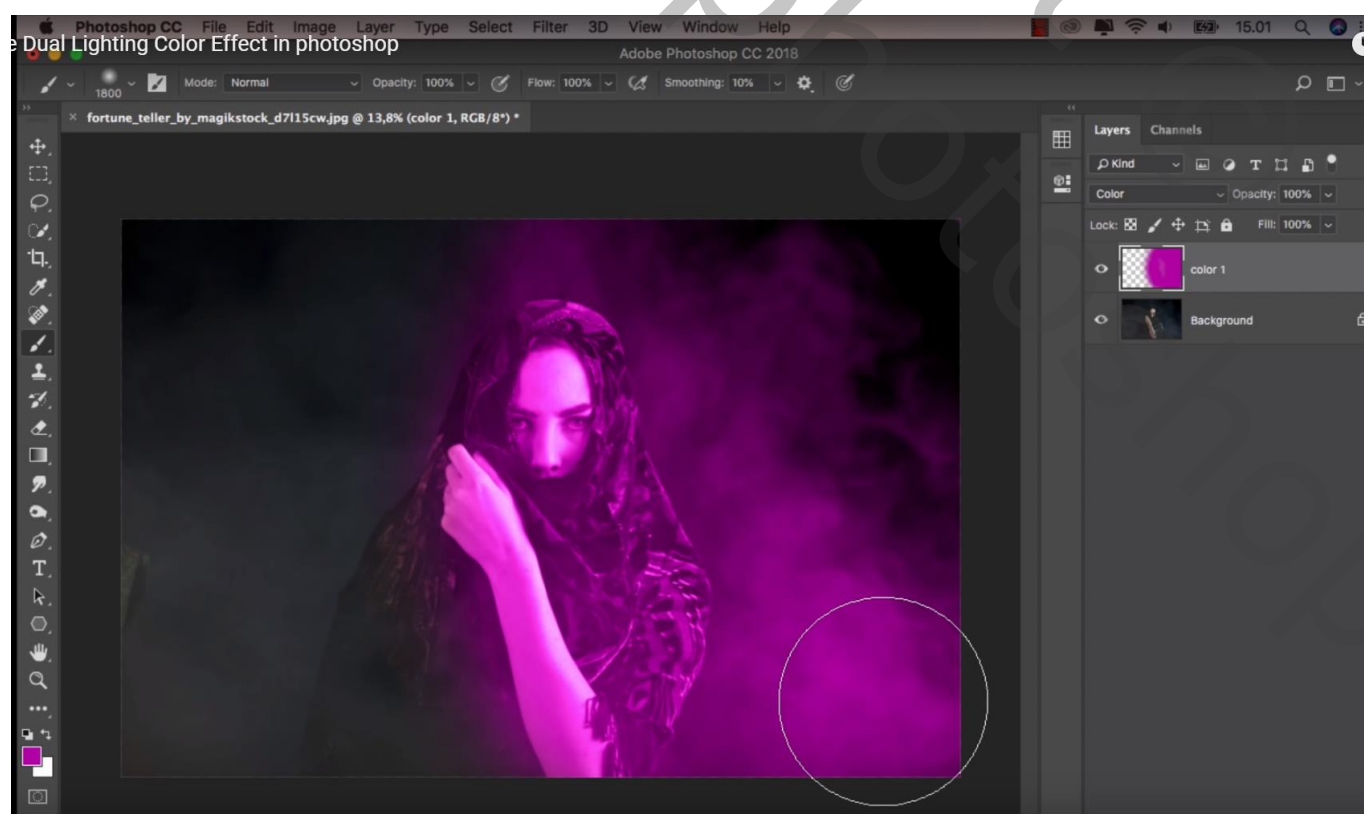 Photoshop CC File Edit Image Layer Type Select Filter 3D View Window Help 15.01
e Dual Lighting Color Effect in photoshop
Adobe Photoshop CC 2018
1800 Mode: Normal Opacity: 100% Flow: 100% Smoothing: 10%
× fortune_teller_by_magikstock_d7l15cw.jpg @ 13,8% (color 1, RGB/8*) *
Layers Channels
Kind
Color Opacity: 100%
Lock: Fill: 100%
color 1
Background